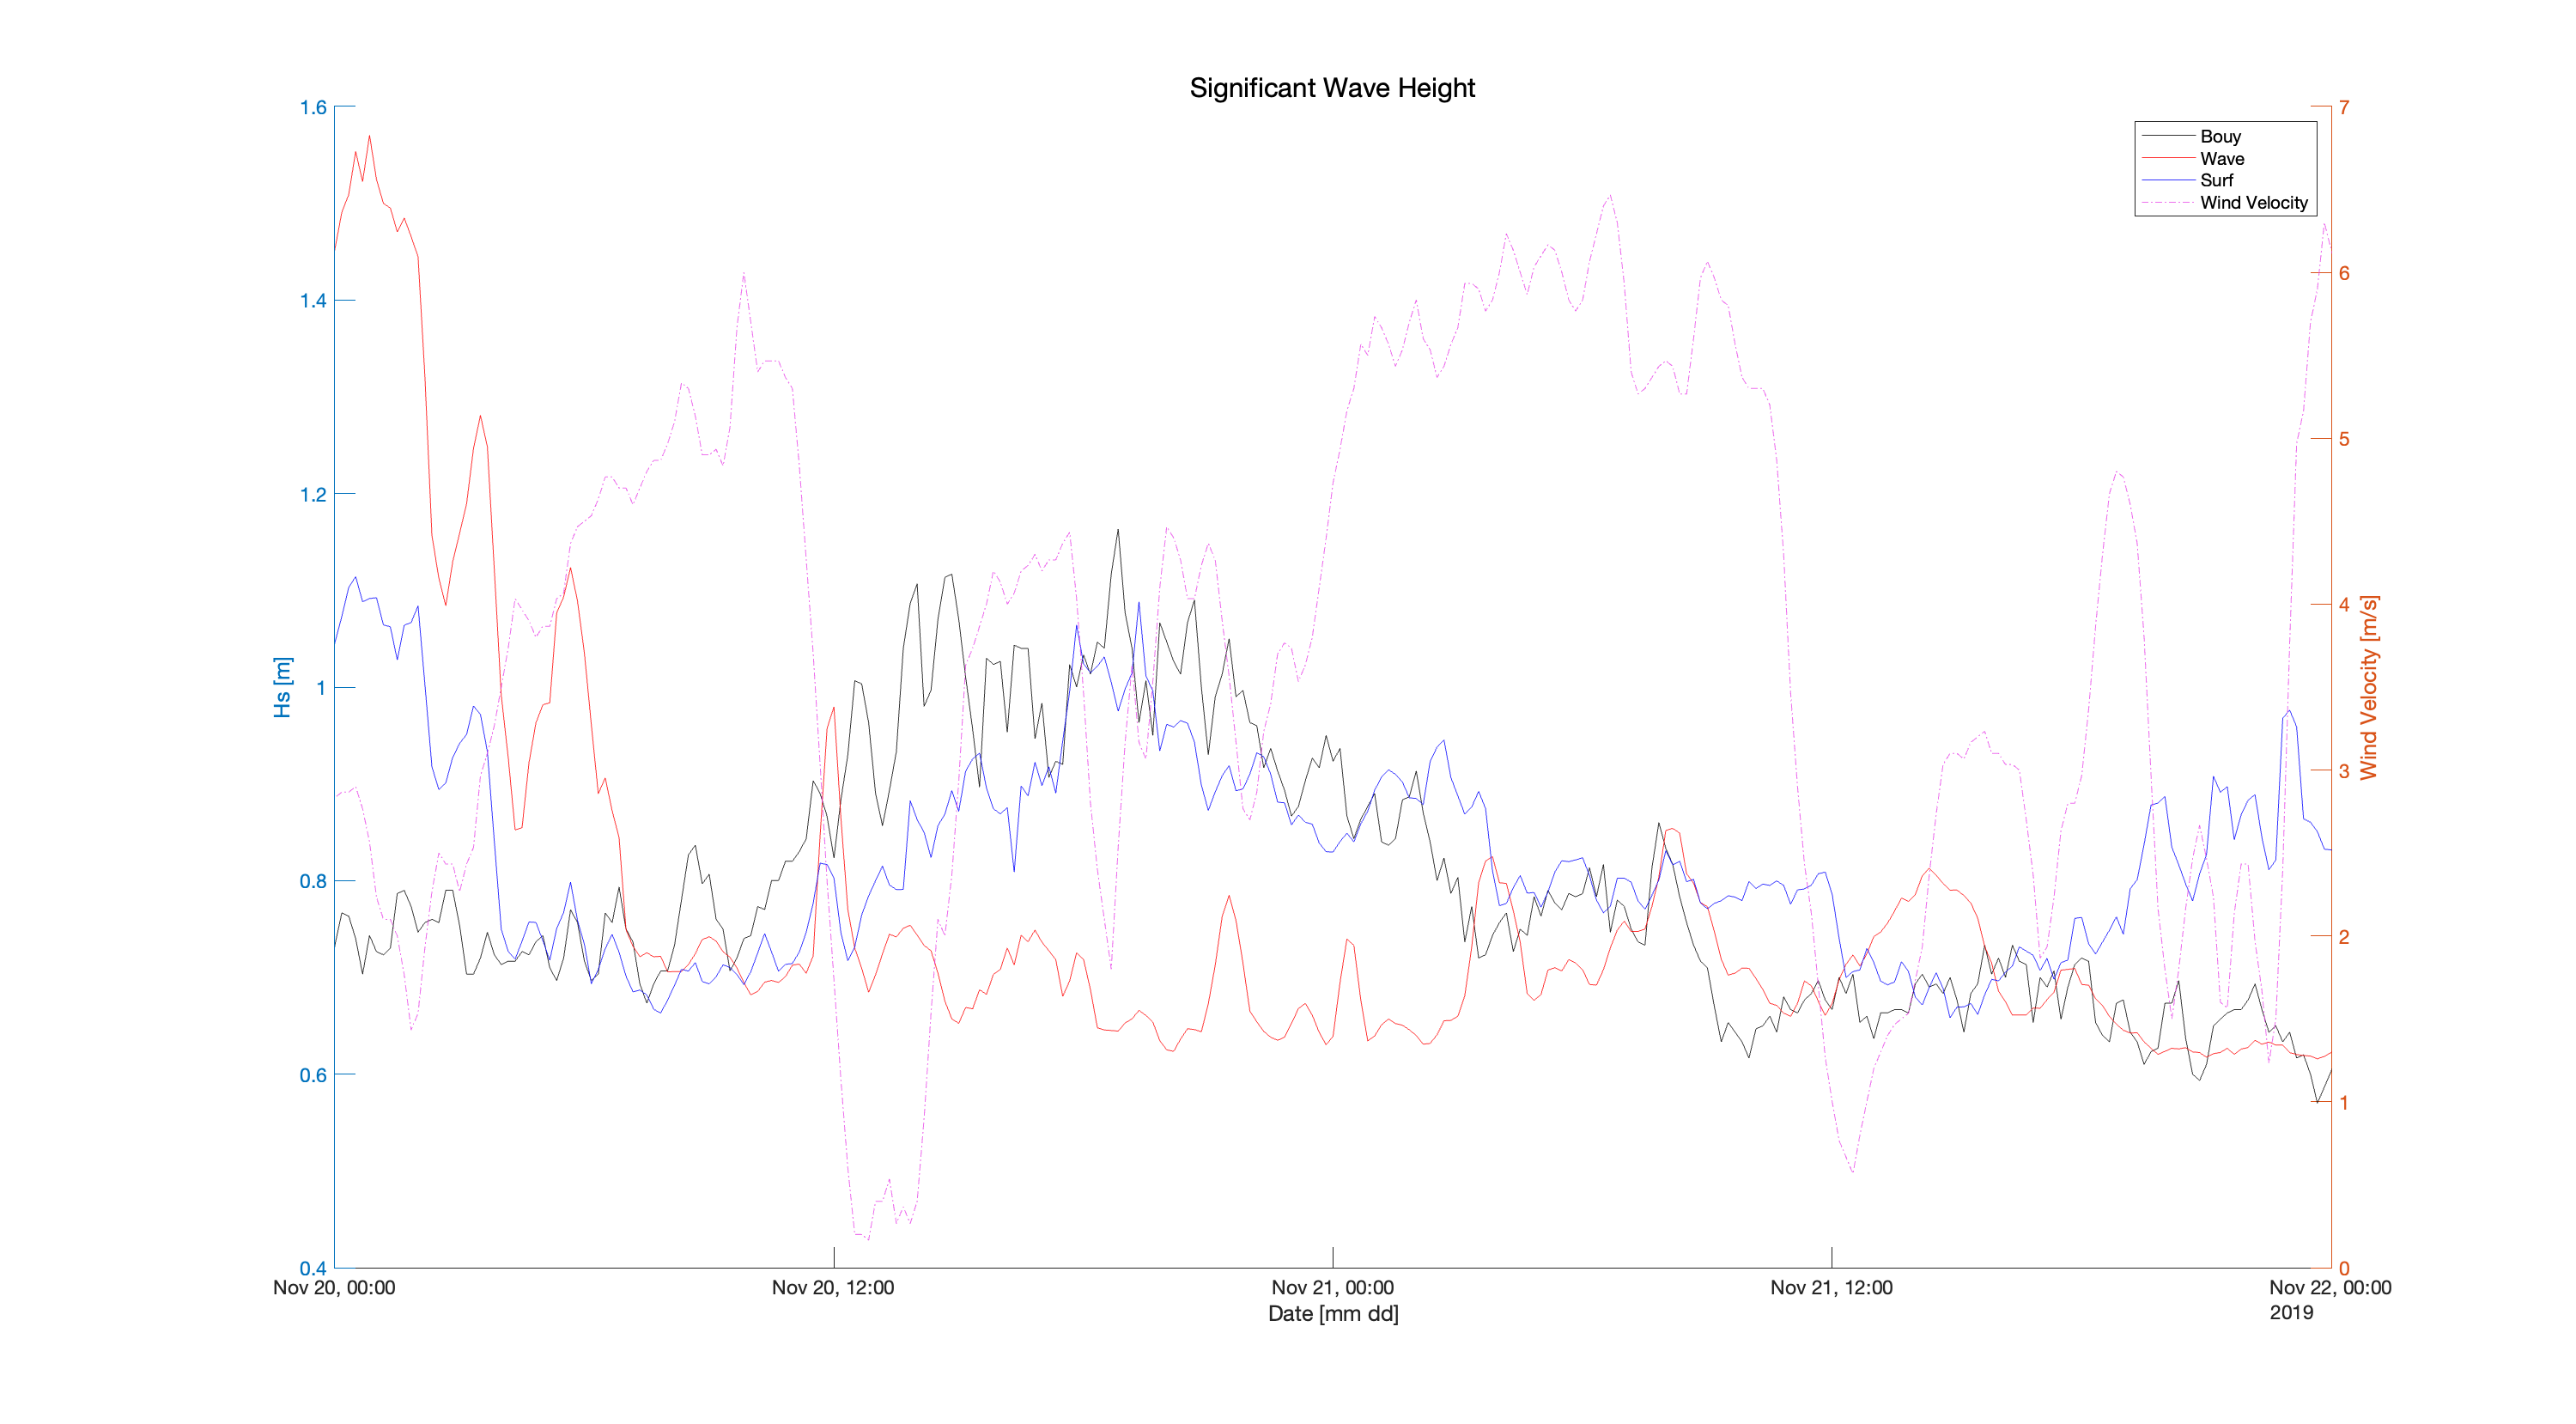 Significant Wave Height
1.6
1.4
1.2
1
0.8
0.6
0.4
Hs [m]
7
6
5
4
3
2
1
0
Wind Velocity [m/s]
Bouy
Wave
Surf
Wind Velocity
Nov 20, 00:00
Nov 20, 12:00
Nov 21, 00:00
Nov 21, 12:00
Nov 22, 00:00
2019
Date [mm dd]